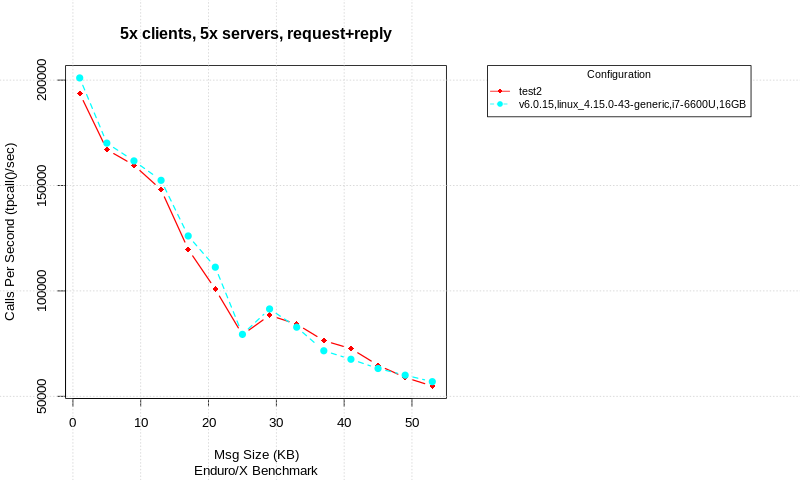 5x clients, 5x servers, request+reply
Configuration
test2
v6.0.15,linux_4.15.0-43-generic,i7-6600U,16GB
Calls Per Second (tpcall()/sec)
200000
150000
100000
50000
0 10 20 30 40 50
Msg Size (KB)
Enduro/X Benchmark